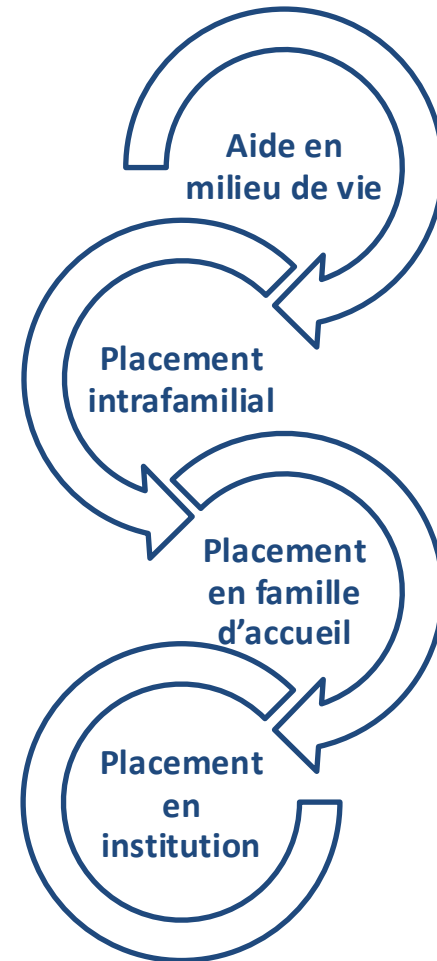 Aide en
milieu de vie
Placement
intrafamilial
Placement
en famille
d’accueil
Placement
en
institution